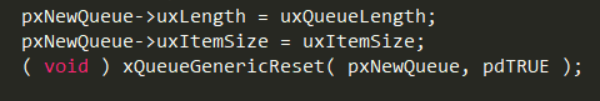 pxNewQueue->uxLength = uxQueueLength;
pxNewQueue->uxItemSize = uxItemSize;
( void ) xQueueGenericReset( pxNewQueue, pdTRUE );